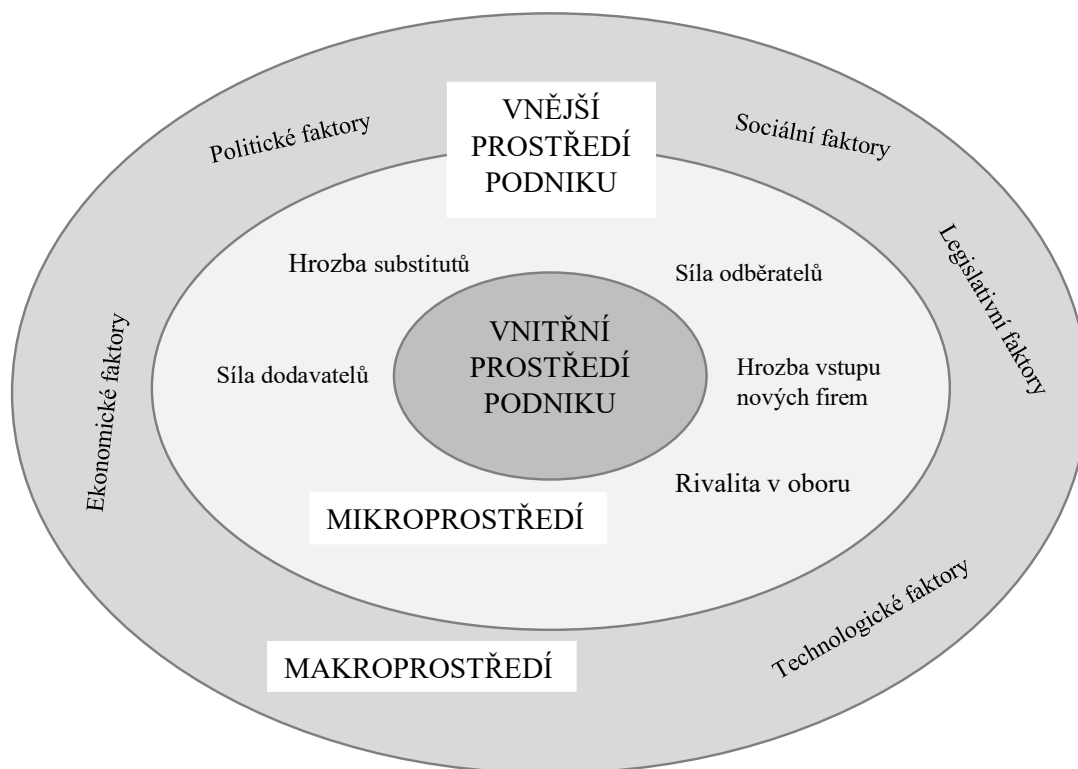 VNĚJŠÍ
PROSTŘEDÍ
PODNIKU
Politické faktory
Sociální faktory
Legislativní faktory
Hrozba substitutů
Síla odběratelů
VNITŘNÍ
PROSTŘEDÍ
PODNIKU
Ekonomické faktory
Síla dodavatelů
Hrozba vstupu
nových firem
Rivalita v oboru
MIKROPROSTŘEDÍ
Technologické faktory
MAKROPROSTŘEDÍ